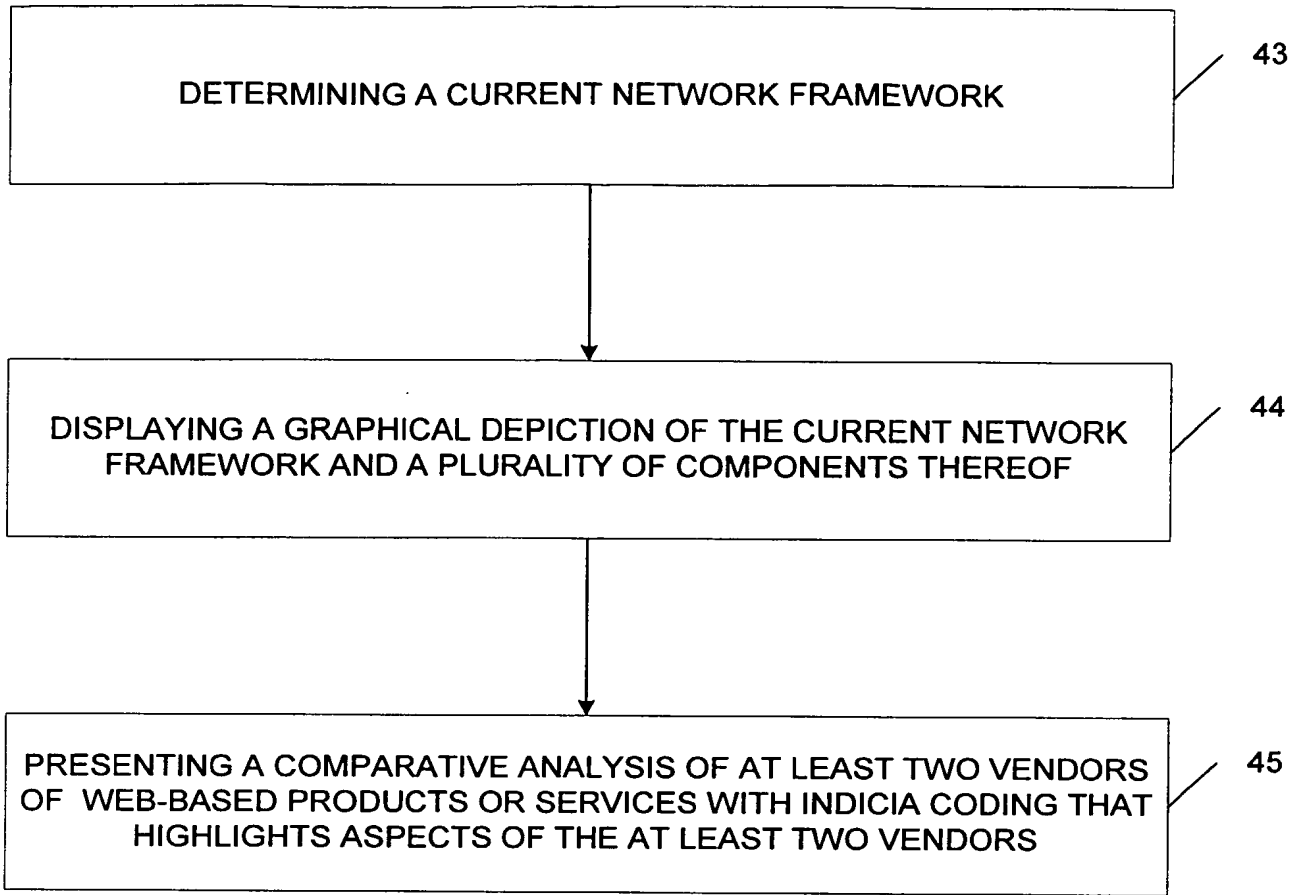 DETERMINING A CURRENT NETWORK FRAMEWORK
43
DISPLAYING A GRAPHICAL DEPICTION OF THE CURRENT NETWORK
FRAMEWORK AND A PLURALITY OF COMPONENTS THEREOF
44
PRESENTING A COMPARATIVE ANALYSIS OF AT LEAST TWO VENDORS
OF WEB-BASED PRODUCTS OR SERVICES WITH INDICIA CODING THAT
HIGHLIGHTS ASPECTS OF THE AT LEAST TWO VENDORS
45